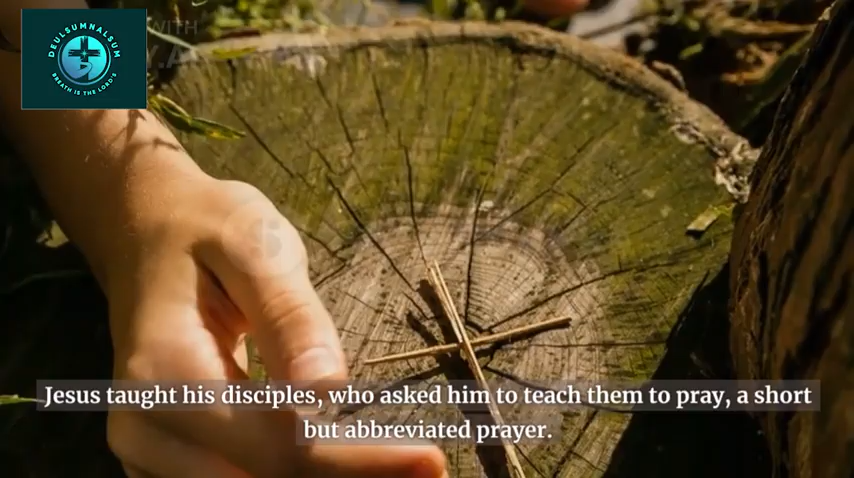 DEULSUMNALSUM
BREATH IS THE LORD'S
WITH
Jesus taught his disciples, who asked him to teach them to pray, a short
but abbreviated prayer.